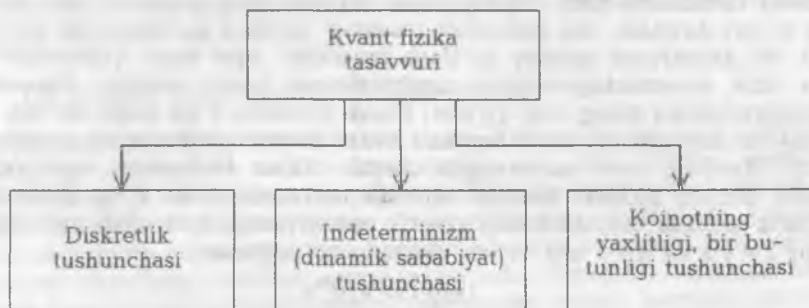 Kvant fizika
tasavvuri
Diskretlik
tushunchasi
Indeterminizm
(dinamik sababiyat)
tushunchasi
Koinotning
yaxlitligi, bir bu-
tunligi tushunchasi